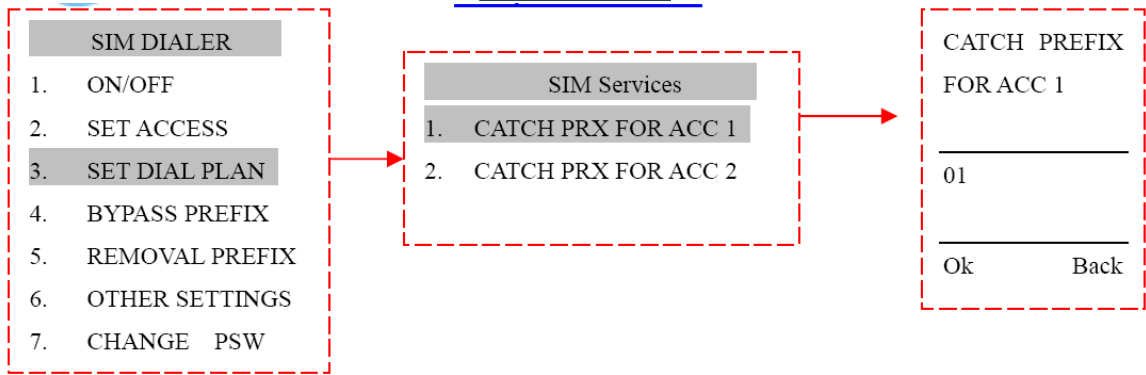 SIM DIALER
1. ON/OFF
2. SET ACCESS
3. SET DIAL PLAN
4. BYPASS PREFIX
5. REMOVAL PREFIX
6. OTHER SETTINGS
7. CHANGE PSW
SIM Services
1. CATCH PRX FOR ACC 1
2. CATCH PRX FOR ACC 2
CATCH PREFIX
FOR ACC 1
01
Ok Back